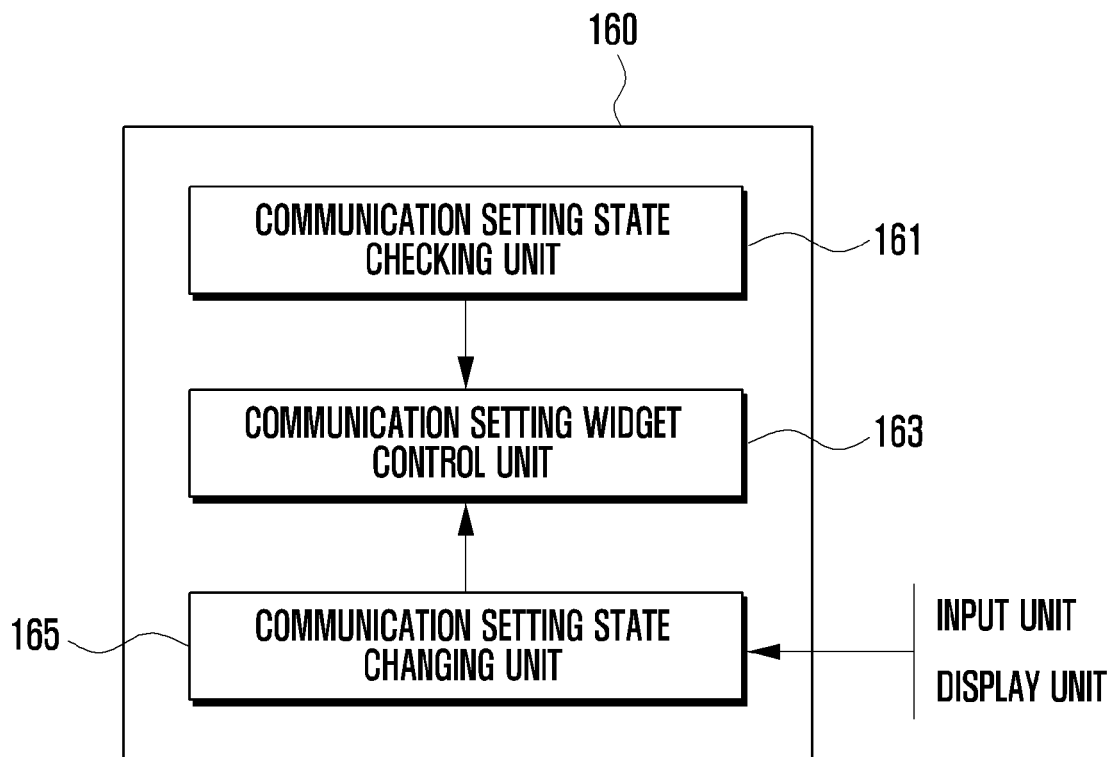 160
COMMUNICATION SETTING STATE
CHECKING UNIT
161
COMMUNICATION SETTING WIDGET
CONTROL UNIT
163
165
COMMUNICATION SETTING STATE
CHANGING UNIT
INPUT UNIT
DISPLAY UNIT